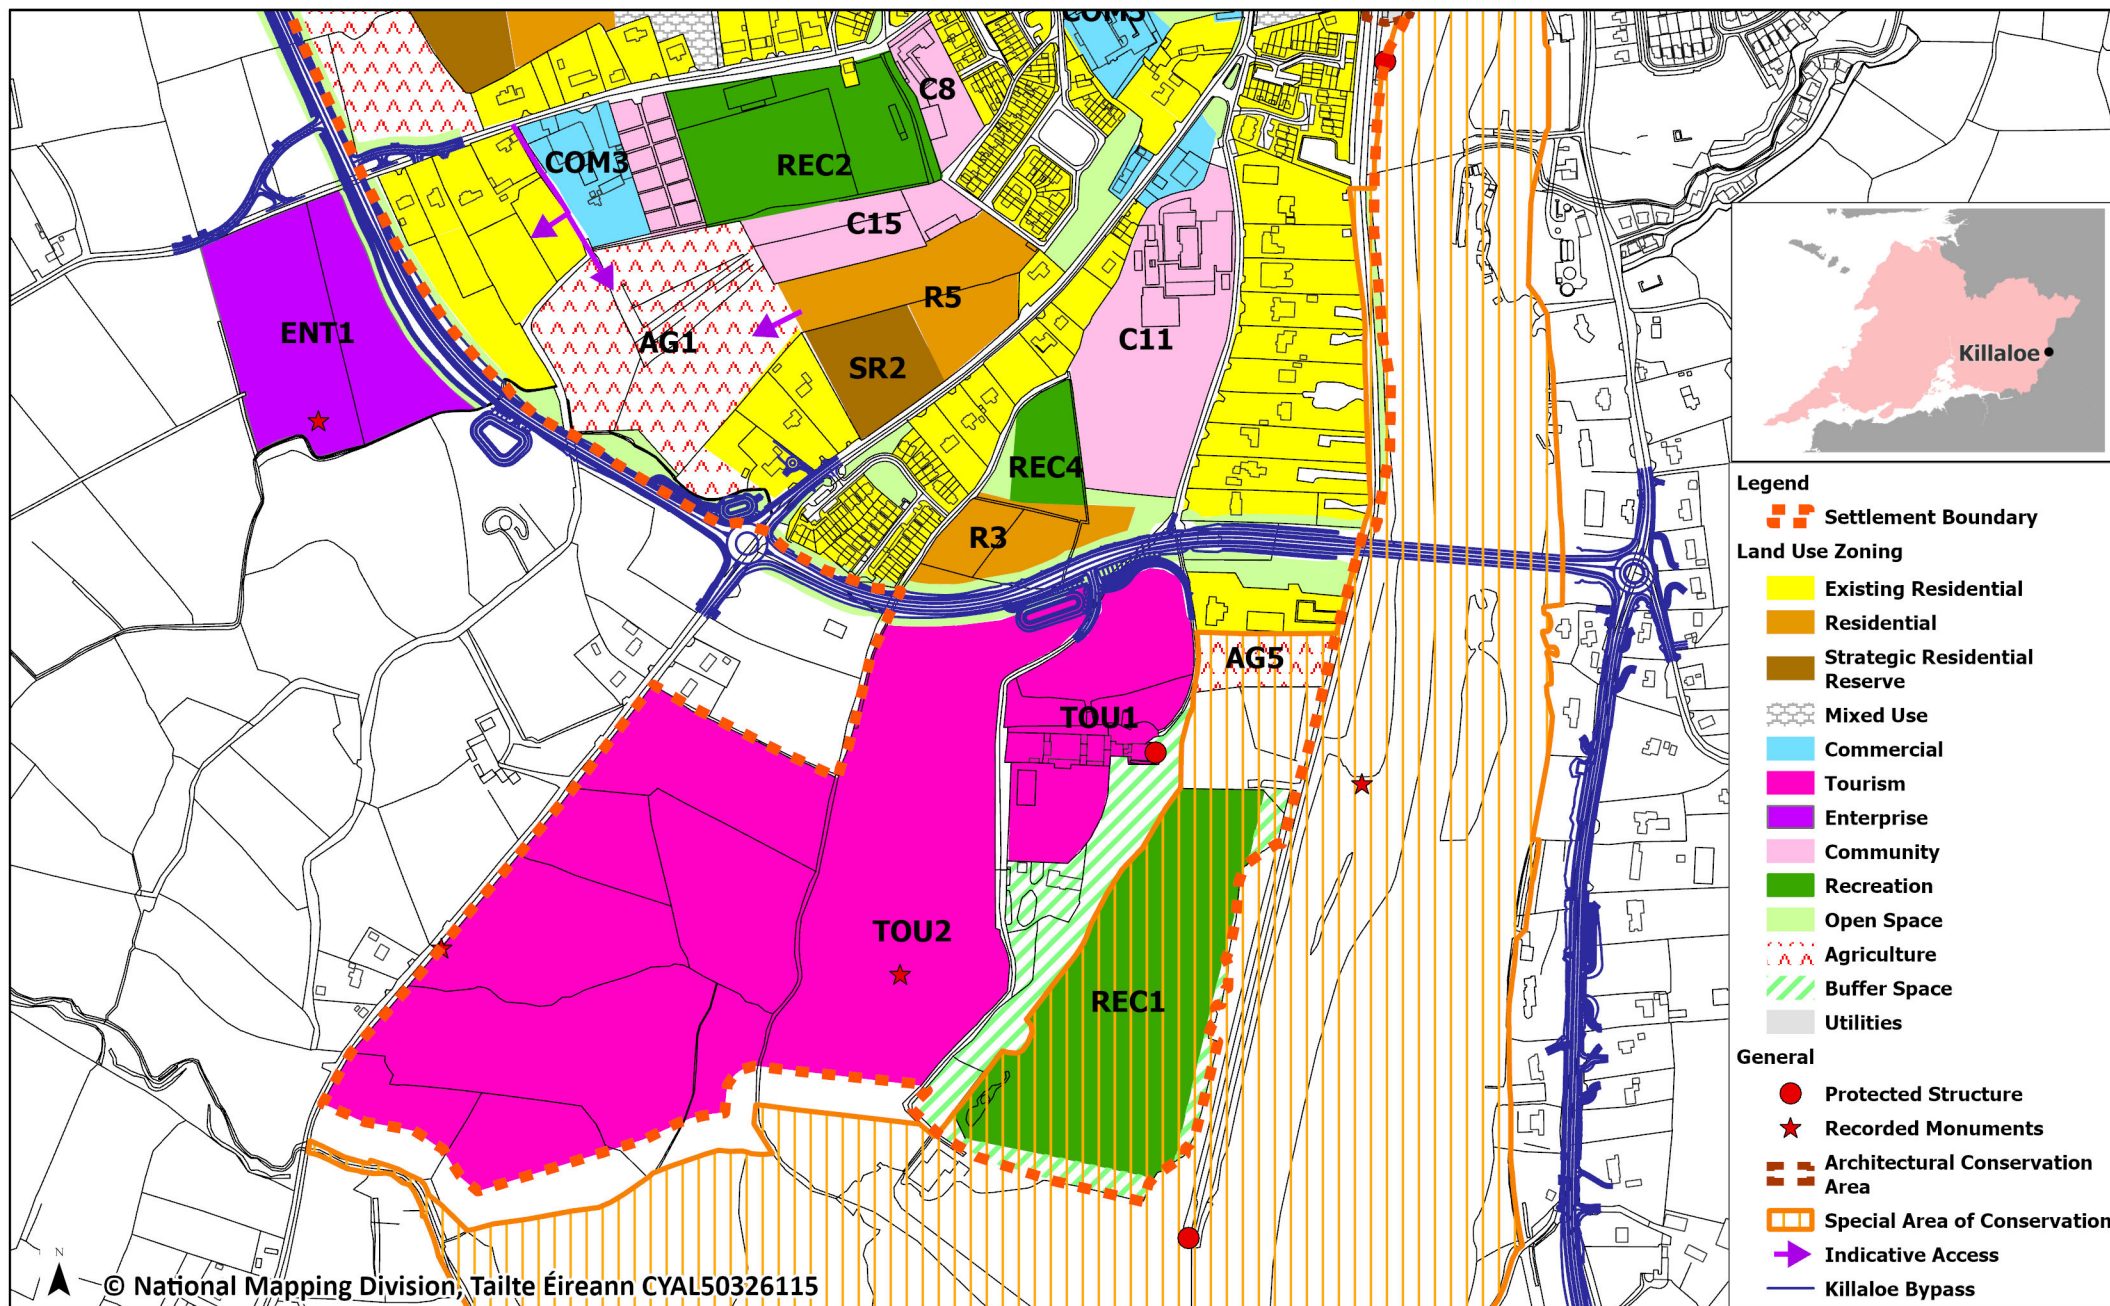 COM5
C8
COM3
REC2
C15
R5
ENT1
AG1
C11
SR2
REC4
R3
AG5
TOU1
TOU2
REC1
Killaloe
Legend
Settlement Boundary
Land Use Zoning
Existing Residential
Residential
Strategic Residential
Reserve
Mixed Use
Commercial
Tourism
Enterprise
Community
Recreation
Open Space
Agriculture
Buffer Space
Utilities
General
Protected Structure
Recorded Monuments
Architectural Conservation
Area
Special Area of Conservation
Indicative Access
Killaloe Bypass
N
© National Mapping Division, Tailte Éireann CYAL50326115